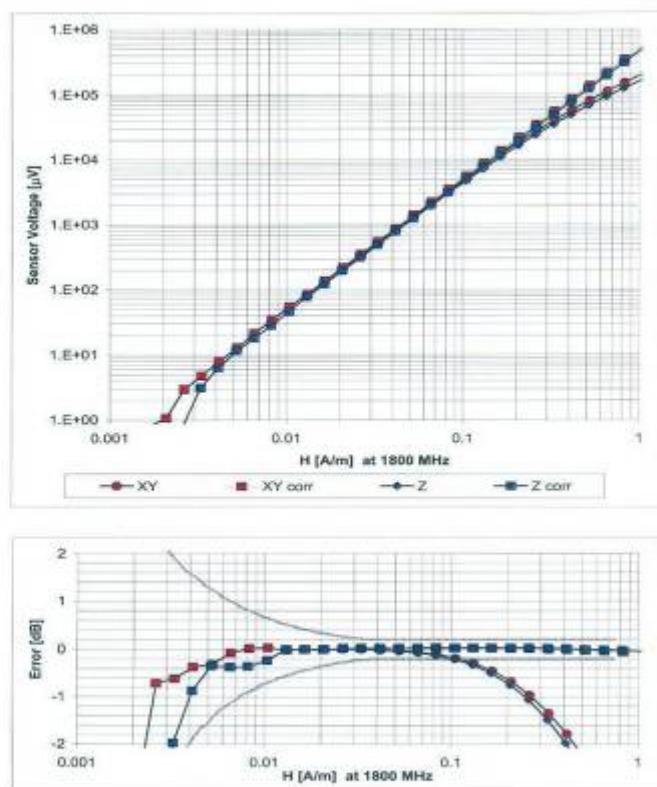 1.E+06
1.E+05
1.E+04
1.E+03
1.E+02
1.E+01
1.E+00
Sensor Voltage [µV]
0.001 0.01 0.1 1
H [A/m] at 1800 MHz
XY XY corr Z Z corr
2
1
0
-1
-2
Error [dB]
0.001 0.01 0.1 1
H [A/m] at 1800 MHz